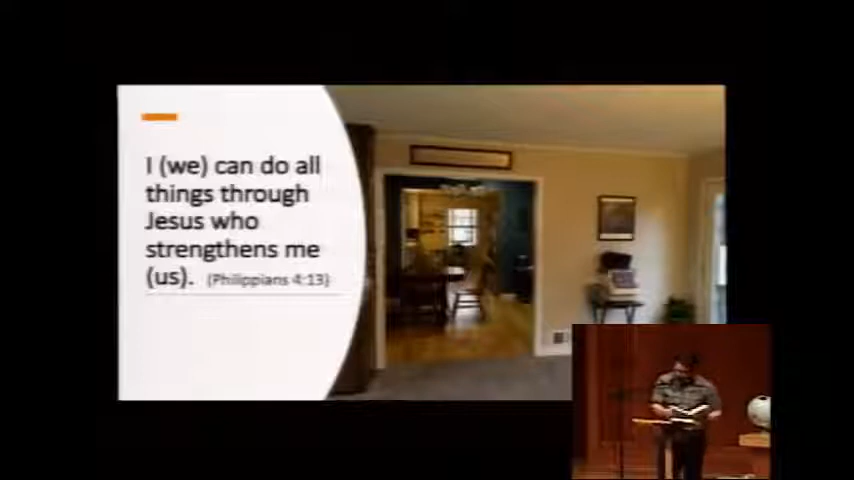 I (we) can do all
things through
Jesus who
strengthens me
(us). (Philippians 4:13)